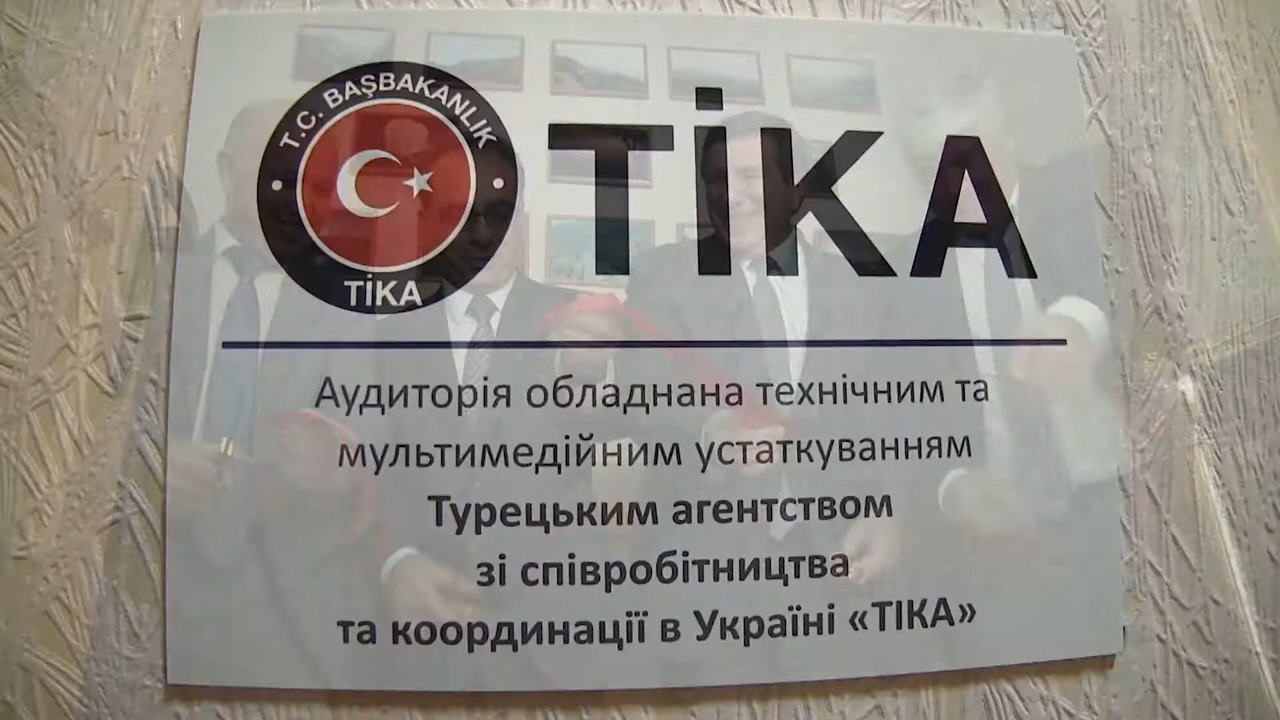 T.C. BAŞBAKANLIK
TİKA
TİKA
Аудиторія обладнана технічним та
мультимедійним устаткуванням
Турецьким агентством
зі співробітництва
та координації в Україні «ТІКА»